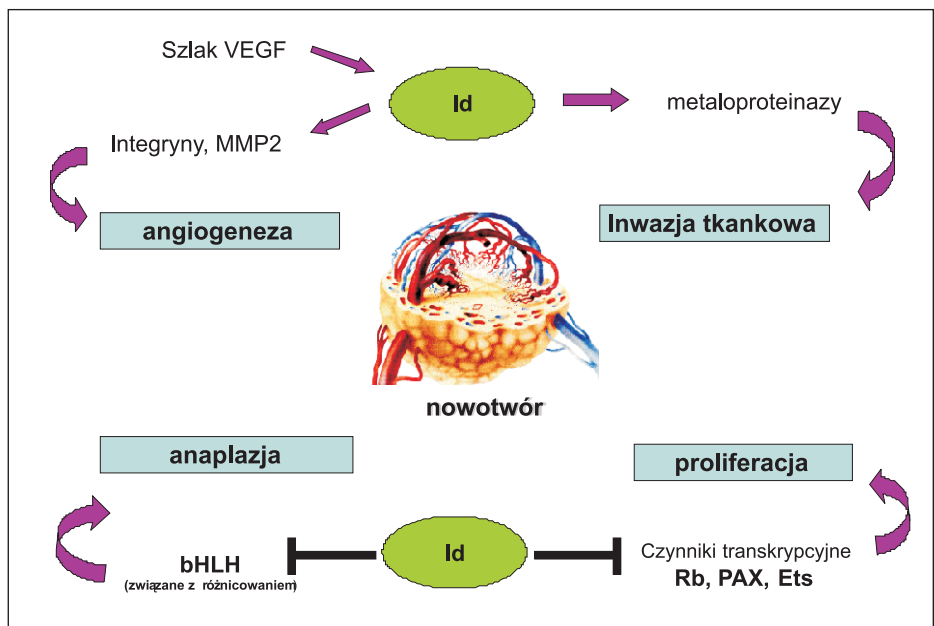 Szlak VEGF
Id
metaloproteinazy
Integryny, MMP2
angiogeneza
Inwazja tkankowa
nowotwór
anaplazja
proliferacja
Id
bHLH
(związane z różnicowaniem)
Czynniki transkrypcyjne
Rb, PAX, Ets